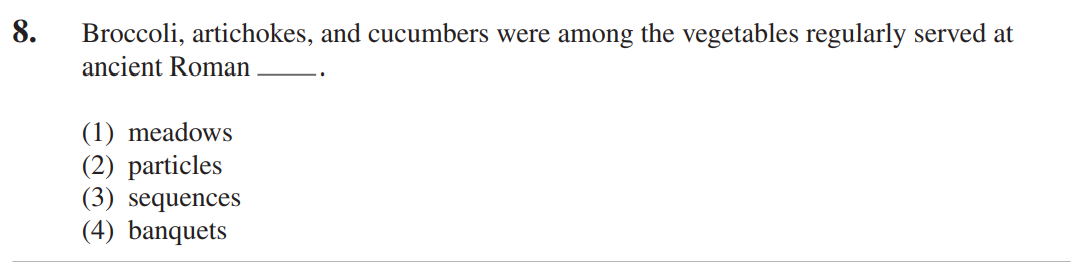 8. Broccoli, artichokes, and cucumbers were among the vegetables regularly served at
ancient Roman ____.
(1) meadows
(2) particles
(3) sequences
(4) banquets